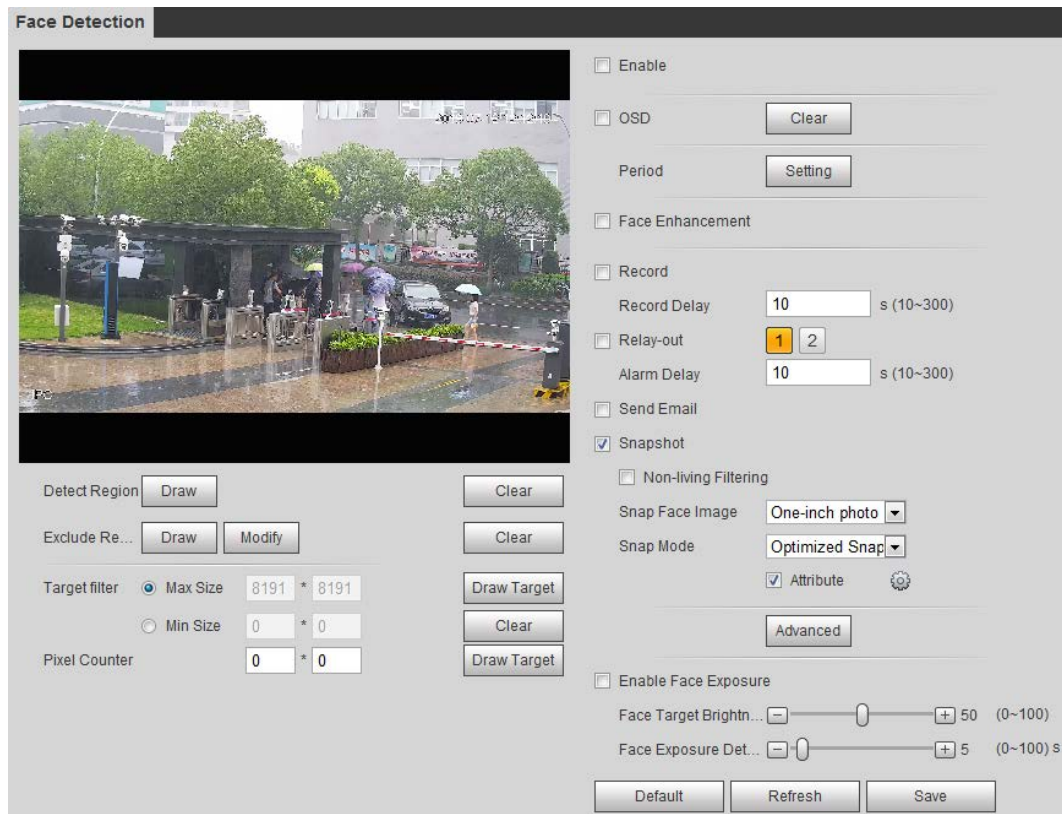 Face Detection
Enable
OSD Clear
Period Setting
Face Enhancement
Record
Record Delay 10 s (10~300)
Relay-out 1 2
Alarm Delay 10 s (10~300)
Send Email
Snapshot
Non-living Filtering
Snap Face Image One-inch photo
Snap Mode Optimized Snap
Attribute
Advanced
Enable Face Exposure
Face Target Brightn... 50 (0~100)
Face Exposure Det... 5 (0~100) s
Default Refresh Save
PC
Detect Region Draw Clear
Exclude Re... Draw Modify Clear
Target filter Max Size 8191 * 8191 Draw Target
Min Size 0 * 0 Clear
Pixel Counter 0 * 0 Draw Target